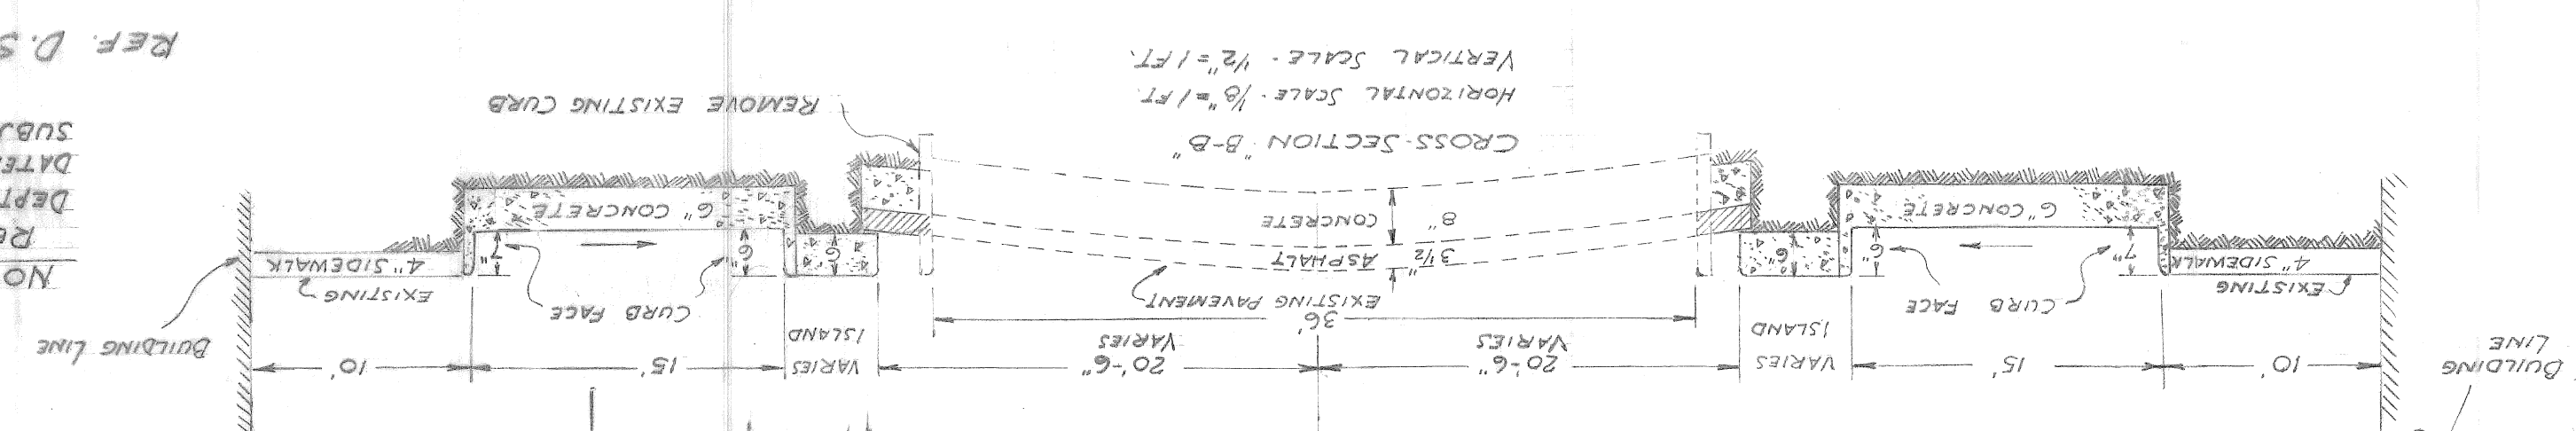 BUILDING LINE
10'
15'
VARIES
ISLAND
20'-6"
VARIES
20'-6"
VARIES
VARIES
ISLAND
15'
10'
BUILDING LINE
36'
EXISTING
4" SIDEWALK
CURB FACE
7"
6"
6"
6" CONCRETE
EXISTING PAVEMENT
3 1/2"
ASPHALT
8"
CONCRETE
EXISTING
4" SIDEWALK
CURB FACE
7"
6"
6"
6" CONCRETE
CROSS-SECTION "B-B"
HORIZONTAL SCALE - 1/8" = 1 FT.
VERTICAL SCALE - 1/2" = 1 FT.
REMOVE EXISTING CURB
NO
RE
DEPT
DATE
SUBJ
REF. D.S